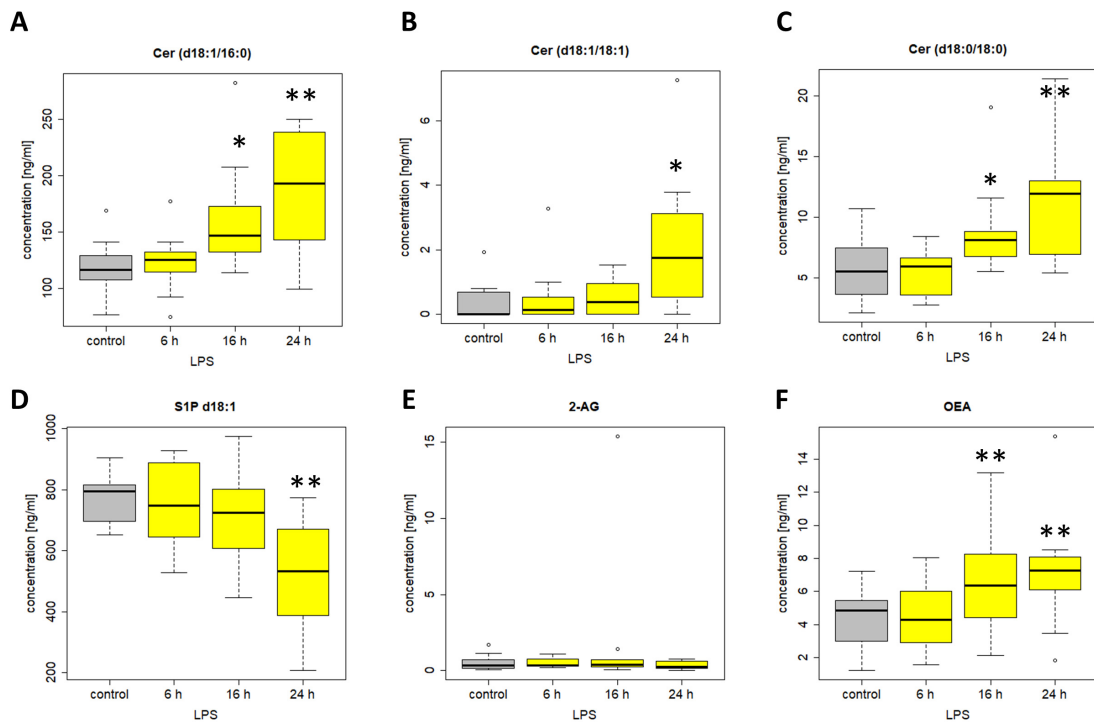 A
Cer (d18:1/16:0)
concentration [ng/ml]
250
200
150
100
*
**
control
6 h
16 h
24 h
LPS
B
Cer (d18:1/18:1)
concentration [ng/ml]
6
4
2
0
*
control
6 h
16 h
24 h
LPS
C
Cer (d18:0/18:0)
concentration [ng/ml]
20
15
10
5
*
**
control
6 h
16 h
24 h
LPS
D
S1P d18:1
concentration [ng/ml]
1000
800
600
400
200
**
control
6 h
16 h
24 h
LPS
E
2-AG
concentration [ng/ml]
15
10
5
0
control
6 h
16 h
24 h
LPS
F
OEA
concentration [ng/ml]
14
12
10
8
6
4
2
**
**
control
6 h
16 h
24 h
LPS